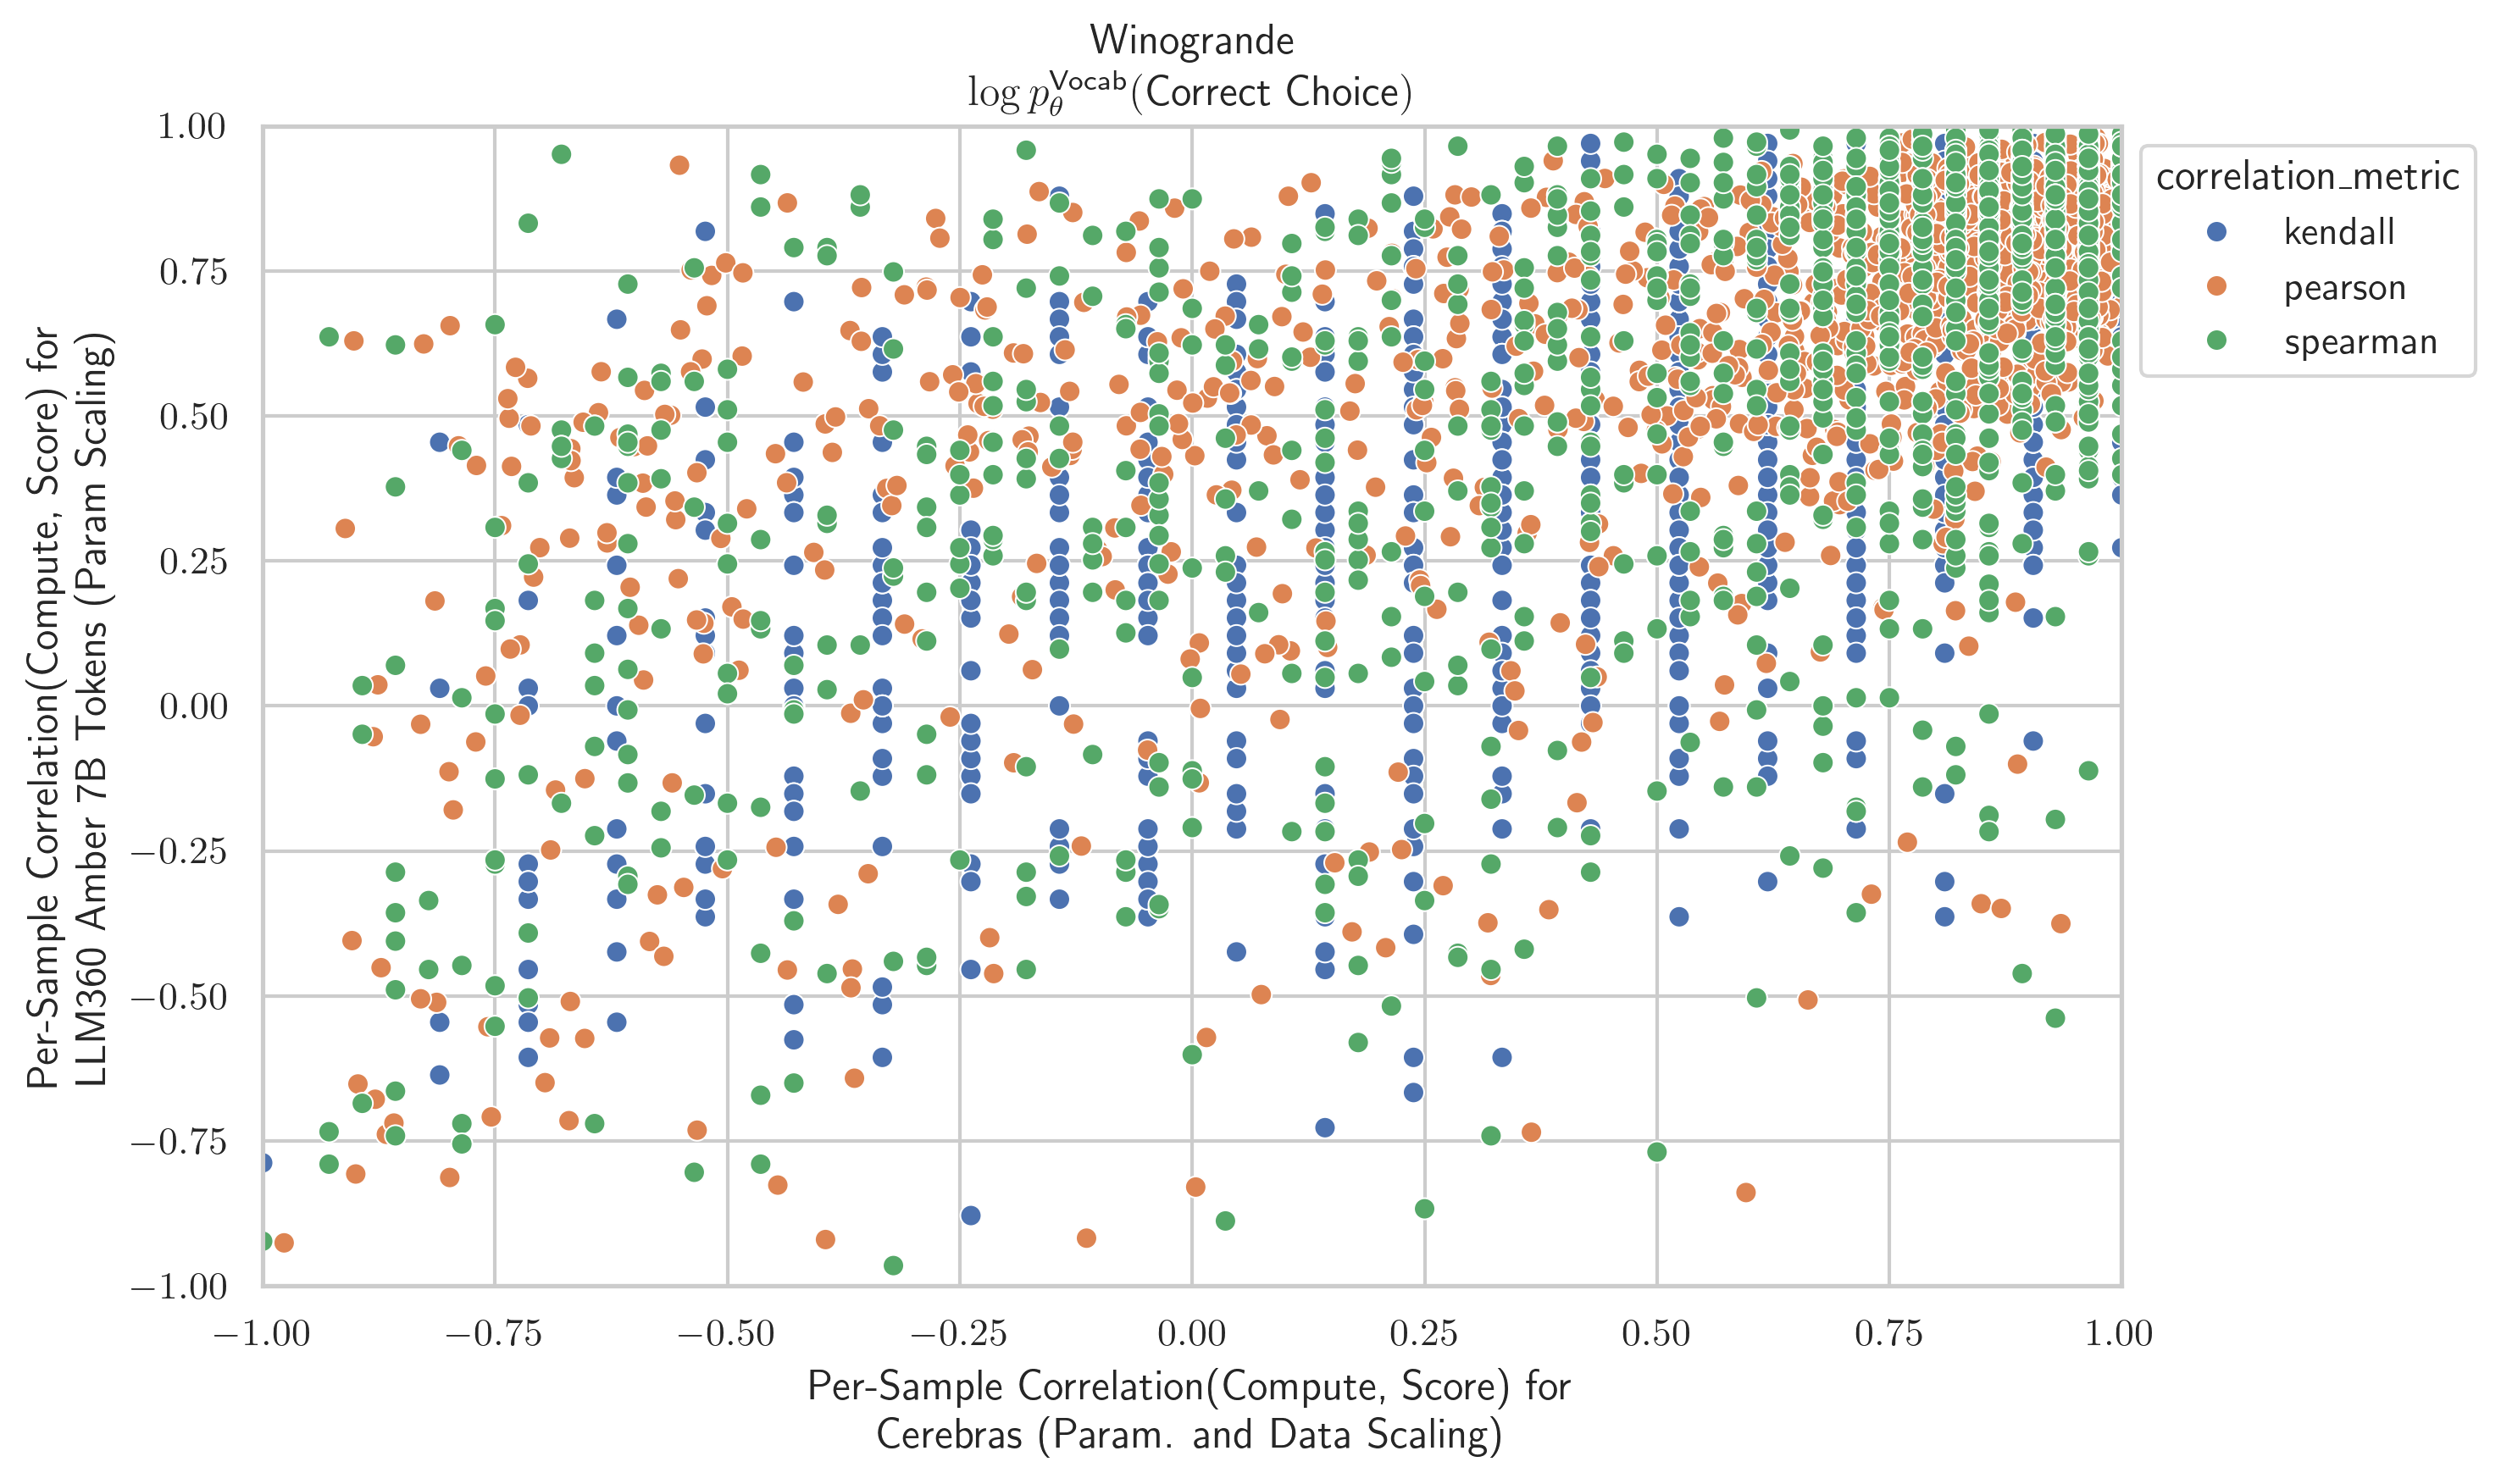 Winogrande
log p_θ^Vocab(Correct Choice)
Per-Sample Correlation(Compute, Score) for
LLM360 Amber 7B Tokens (Param Scaling)
1.00
0.75
0.50
0.25
0.00
−0.25
−0.50
−0.75
−1.00
−1.00 −0.75 −0.50 −0.25 0.00 0.25 0.50 0.75 1.00
Per-Sample Correlation(Compute, Score) for
Cerebras (Param. and Data Scaling)
correlation_metric
kendall
pearson
spearman